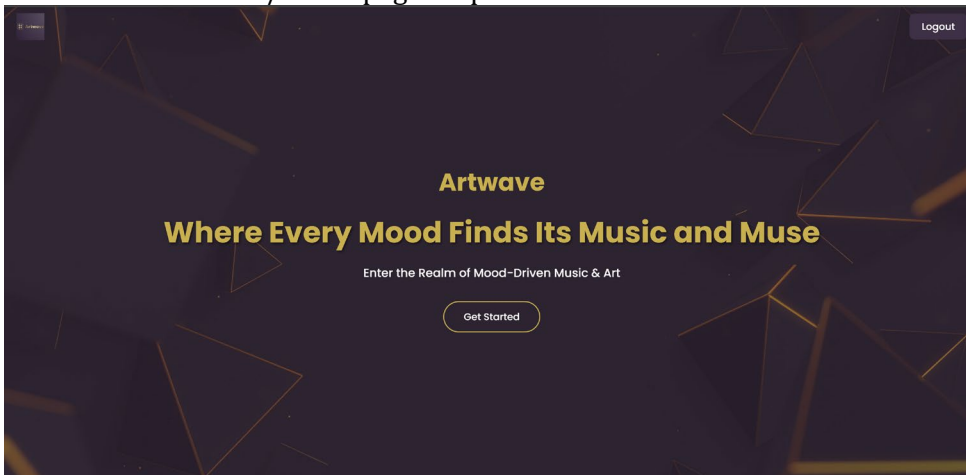 Logout
Artwave
Where Every Mood Finds Its Music and Muse
Enter the Realm of Mood-Driven Music & Art
Get Started